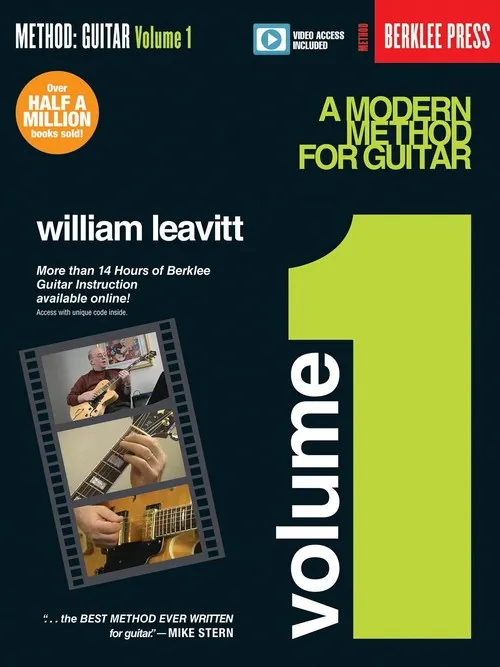 METHOD: GUITAR Volume 1
VIDEO ACCESS
INCLUDED
METHOD
BERKLEE PRESS
Over
HALF A
MILLION
books sold!
A MODERN
METHOD
FOR GUITAR
william leavitt
More than 14 Hours of Berklee
Guitar Instruction
available online!
Access with unique code inside.
volume
1
“. . . the BEST METHOD EVER WRITTEN
for guitar.”— MIKE STERN